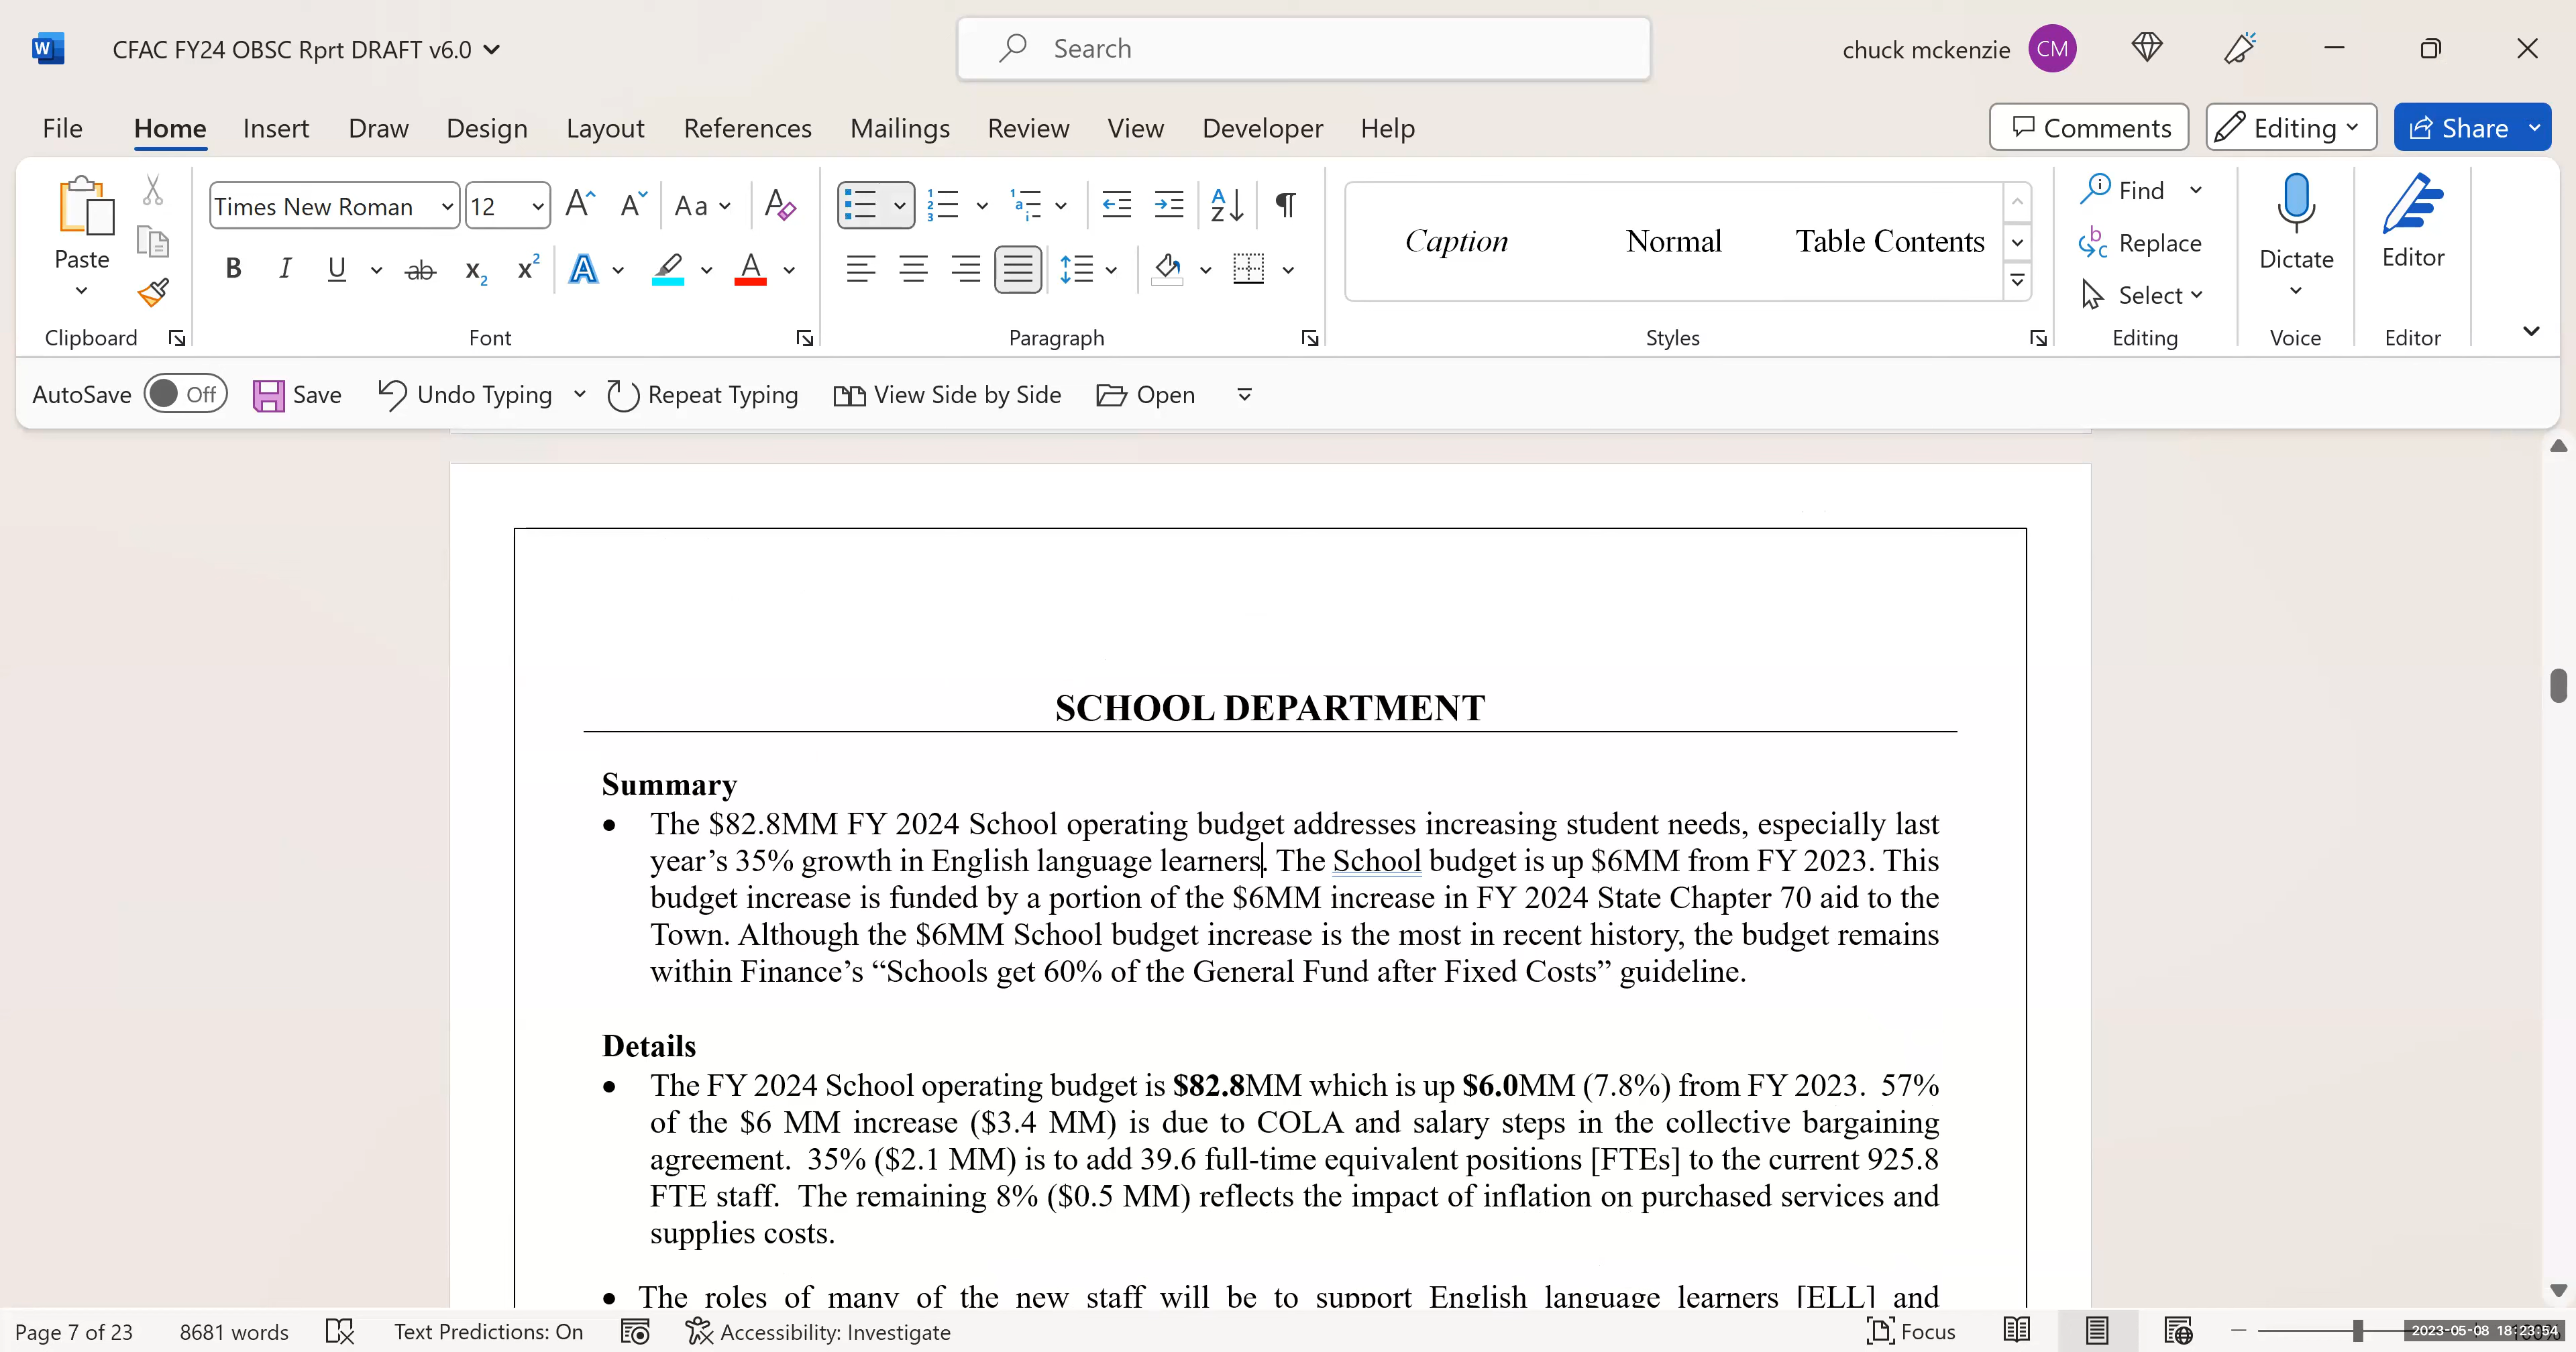 CFAC FY24 OBSC Rprt DRAFT v6.0
Search
chuck mckenzie CM
File Home Insert Draw Design Layout References Mailings Review View Developer Help
Comments Editing Share
Paste
Times New Roman 12
Caption Normal Table Contents
Find
Replace
Select
Dictate
Editor
Clipboard Font Paragraph Styles Editing Voice Editor
AutoSave Off Save Undo Typing Repeat Typing View Side by Side Open
SCHOOL DEPARTMENT
Summary
• The $82.8MM FY 2024 School operating budget addresses increasing student needs, especially last
year’s 35% growth in English language learners. The School budget is up $6MM from FY 2023. This
budget increase is funded by a portion of the $6MM increase in FY 2024 State Chapter 70 aid to the
Town. Although the $6MM School budget increase is the most in recent history, the budget remains
within Finance’s “Schools get 60% of the General Fund after Fixed Costs” guideline.
Details
• The FY 2024 School operating budget is $82.8MM which is up $6.0MM (7.8%) from FY 2023. 57%
of the $6 MM increase ($3.4 MM) is due to COLA and salary steps in the collective bargaining
agreement. 35% ($2.1 MM) is to add 39.6 full-time equivalent positions [FTEs] to the current 925.8
FTE staff. The remaining 8% ($0.5 MM) reflects the impact of inflation on purchased services and
supplies costs.
• The roles of many of the new staff will be to support English language learners [ELL] and
Page 7 of 23 8681 words Text Predictions: On Accessibility: Investigate Focus
2023-05-08 18:23:54